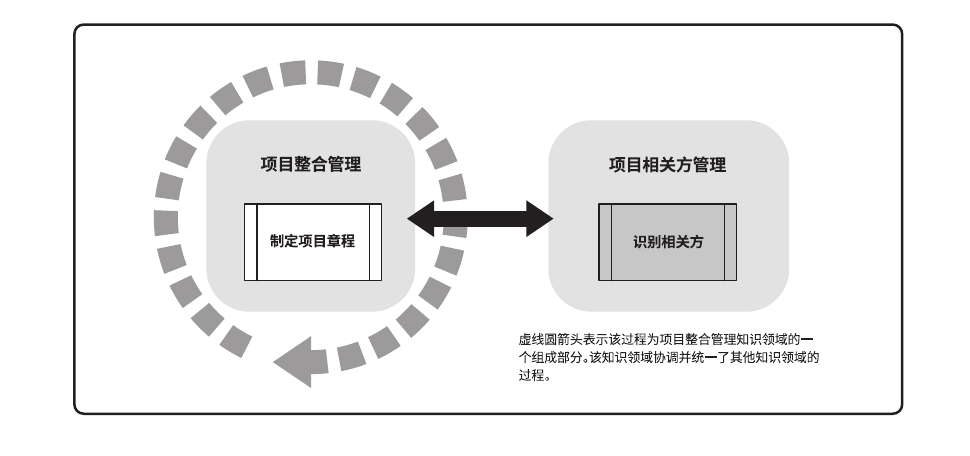 项目整合管理
项目相关方管理
制定项目章程
识别相关方
虚线圆箭头表示该过程为项目整合管理知识领域的一
个组成部分。该知识领域协调并统一了其他知识领域的
过程。